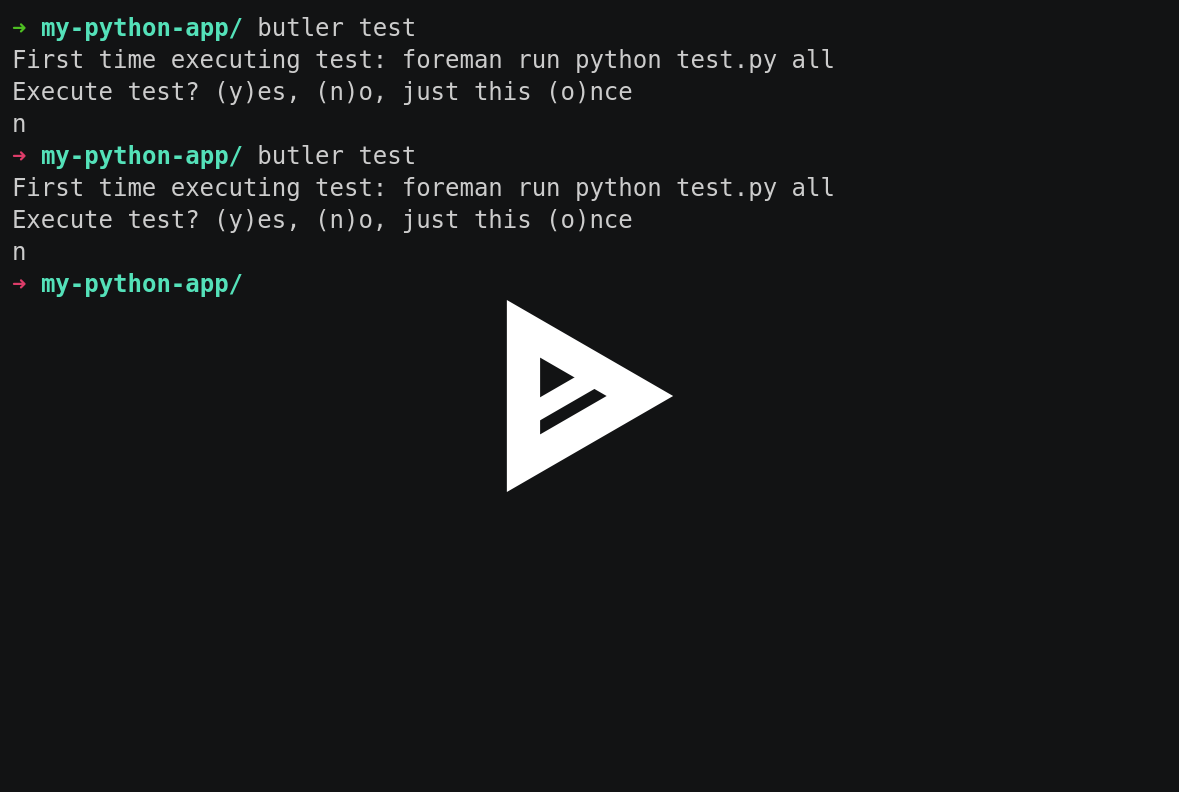 ➜ my-python-app/ butler test
First time executing test: foreman run python test.py all
Execute test? (y)es, (n)o, just this (o)nce
n
➜ my-python-app/ butler test
First time executing test: foreman run python test.py all
Execute test? (y)es, (n)o, just this (o)nce
n
➜ my-python-app/